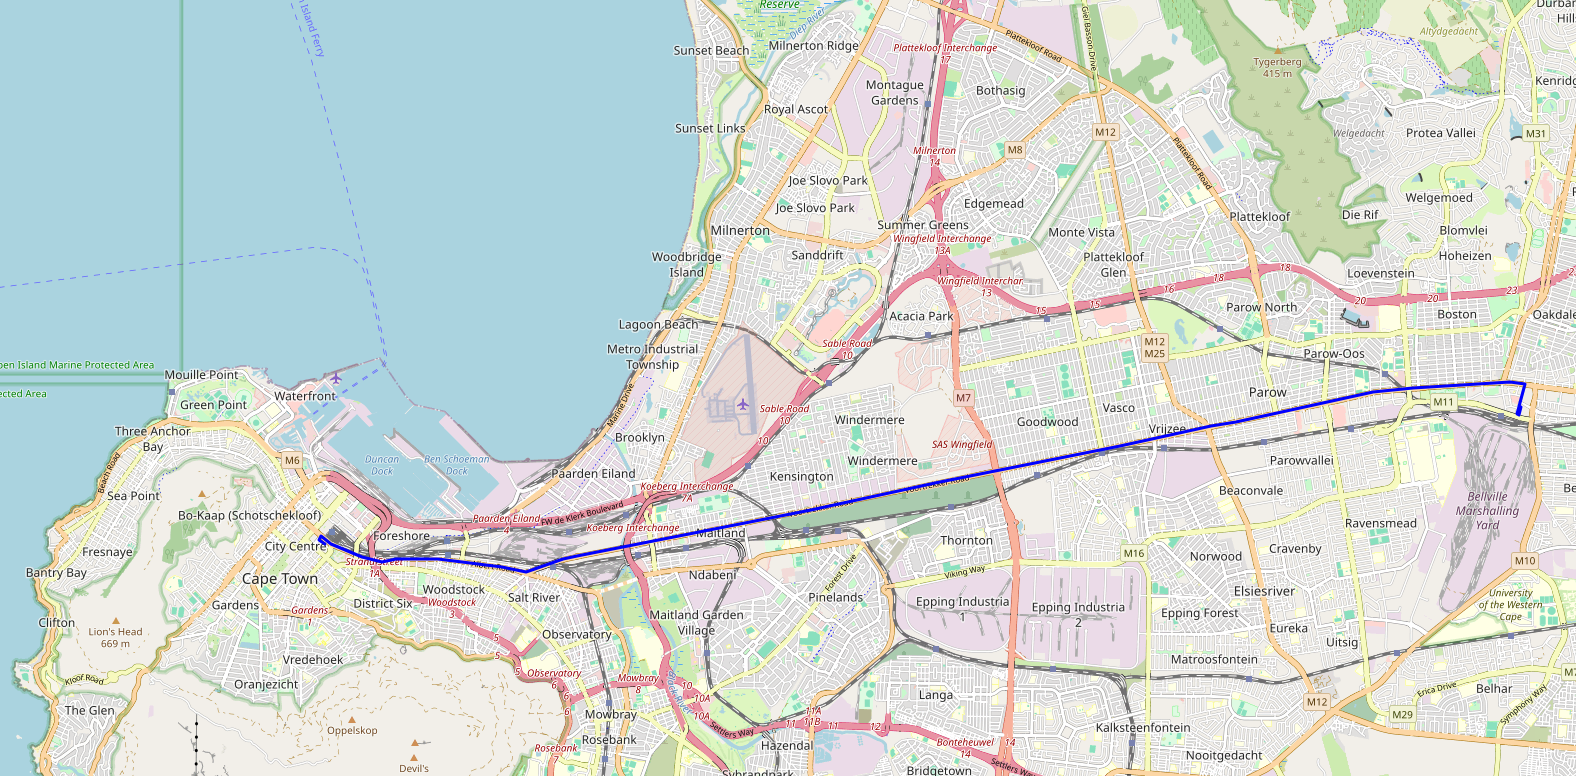 Reserve
Diep River
Island Ferry
Sunset Beach
Milnerton Ridge
Plattekloof Interchange
17
Plattekloof Road
Giel Basson Drive
Altydgedacht
Tygerberg
415 m
Kenridg
Montague
Gardens
Bothasig
Royal Ascot
Sunset Links
M12
Welgedacht
Protea Vallei
M31
Milnerton
14
M8
Plattekloof Road
Joe Slovo Park
Edgemead
Welgemoed
Joe Slovo Park
Plattekloof
Die Rif
Milnerton
Summer Greens
Wingfield Interchange
13A
Monte Vista
Blomvlei
Woodbridge
Island
Sanddrift
Plattekloof
Glen
Hoheizen
Loevenstein
Wingfield Interchar
13
15
15
16
18
18
20
20
23
Lagoon Beach
Acacia Park
Parow North
Boston
Oakdale
Metro Industrial
Township
Sable Road
10
M12
M25
Parow-Oos
pen Island Marine Protected Area
ected Area
Mouille Point
Waterfront
Green Point
Marine Drive
M7
Parow
M11
Sable Road
10
10
Windermere
Goodwood
Vasco
Vrijzee
Three Anchor
Bay
Brooklyn
SAS Wingfield
M6
Duncan
Dock
Ben Schoeman
Dock
Paarden Eiland
Kensington
Windermere
Parowvallei
Beach Road
Sea Point
Koeberg Interchange
7A
Beaconvale
Bellville
Marshalling
Yard
Be
Bo-Kaap (Schotschekloof)
Paarden Eiland
4
FW de Klerk Boulevard
Koeberg Interchange
Ravensmead
Foreshore
City Centre
Maitland
Thornton
Fresnaye
Strand Street
1A
Albert Road
M16
Norwood
Cravenby
M10
Bantry Bay
Cape Town
Woodstock
Woodstock
3
Salt River
Ndabeni
Forest Drive
Viking Way
Pinelands
Elsiesriver
University
of the Western
Cape
Gardens
Gardens
1
District Six
Epping Industria
1
Epping Industria
2
Epping Forest
Clifton
Lion's Head
669 m
Maitland Garden
Village
Eureka
Uitsig
Observatory
5
5
5
Vredehoek
Matroosfontein
Kloof Road
Observatory
6
6
Mowbray
8
10
10A
10A
Oranjezicht
Langa
Erica Drive
Belhar
M7
The Glen
Mowbray
Settlers Way
11A
11B
11
12
M12
M29
Symphony Way
Oppelskop
Kalksteenfontein
Rosebank
Rosebank
7
Hazendal
Bonteheuwel
14
14
Nooitgedacht
Devil's
Sybrandpark
Bridgetown
Settlers Way